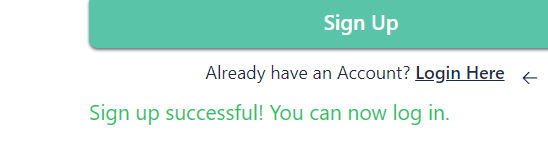 Sign Up
Already have an Account? Login Here ←
Sign up successful! You can now log in.